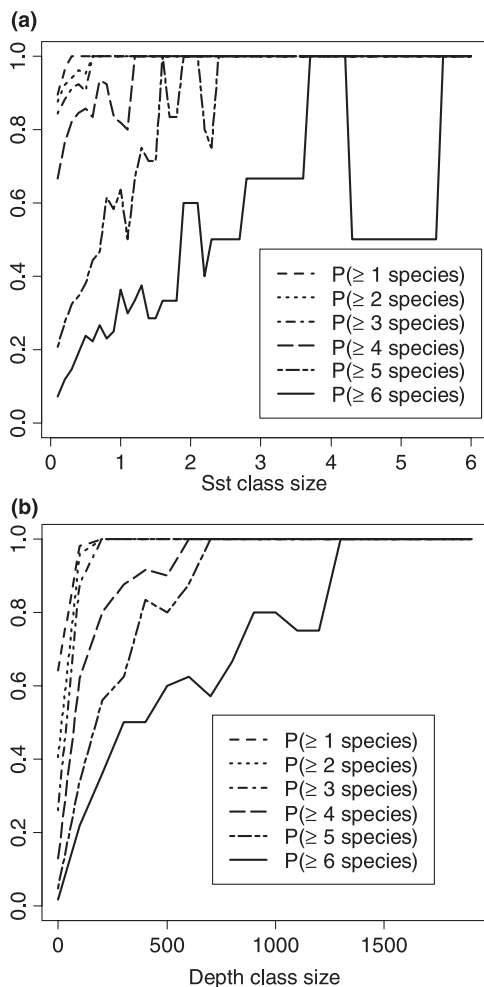 (a)
1.0
0.8
0.6
0.4
0.2
0.0
P(≥ 1 species)
P(≥ 2 species)
P(≥ 3 species)
P(≥ 4 species)
P(≥ 5 species)
P(≥ 6 species)
0 1 2 3 4 5 6
Sst class size
(b)
1.0
0.8
0.6
0.4
0.2
0.0
P(≥ 1 species)
P(≥ 2 species)
P(≥ 3 species)
P(≥ 4 species)
P(≥ 5 species)
P(≥ 6 species)
0 500 1000 1500
Depth class size